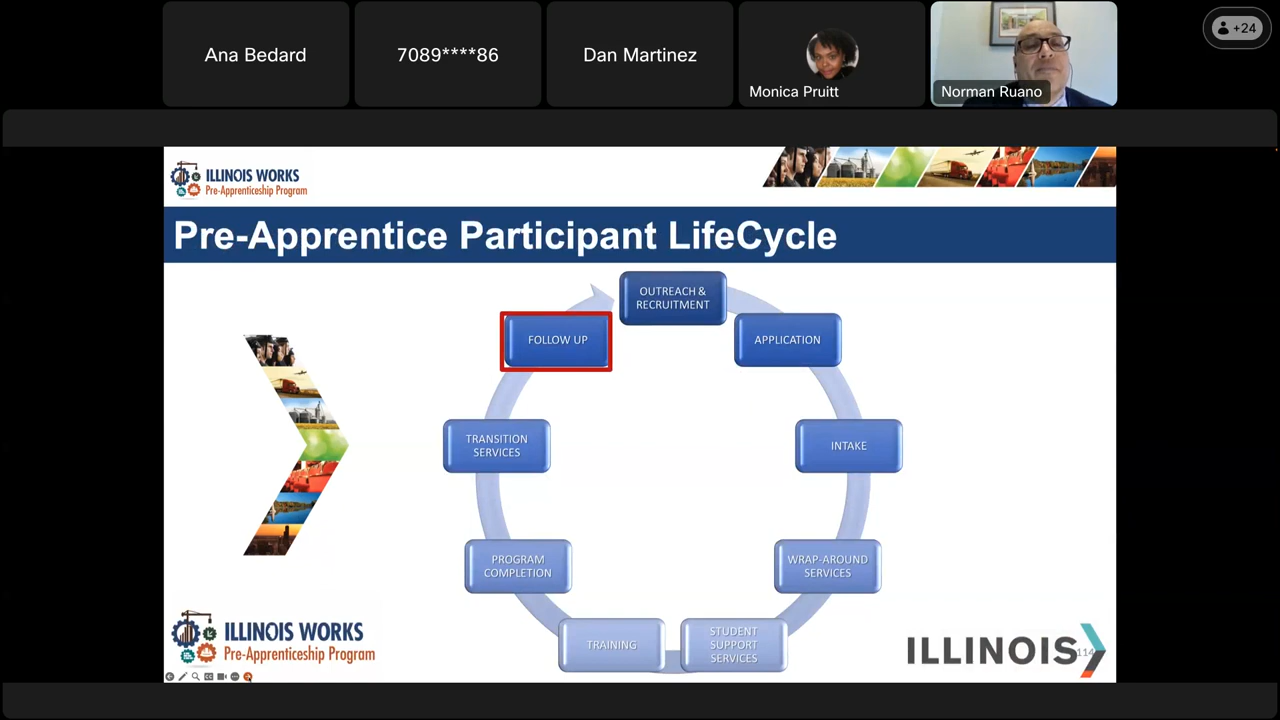 Ana Bedard
7089****86
Dan Martinez
Monica Pruitt
Norman Ruano
+24
ILLINOIS WORKS
Pre-Apprenticeship Program
Pre-Apprentice Participant LifeCycle
OUTREACH &
RECRUITMENT
APPLICATION
INTAKE
WRAP-AROUND
SERVICES
STUDENT
SUPPORT
SERVICES
TRAINING
PROGRAM
COMPLETION
TRANSITION
SERVICES
FOLLOW UP
ILLINOIS WORKS
Pre-Apprenticeship Program
ILLINOIS
114